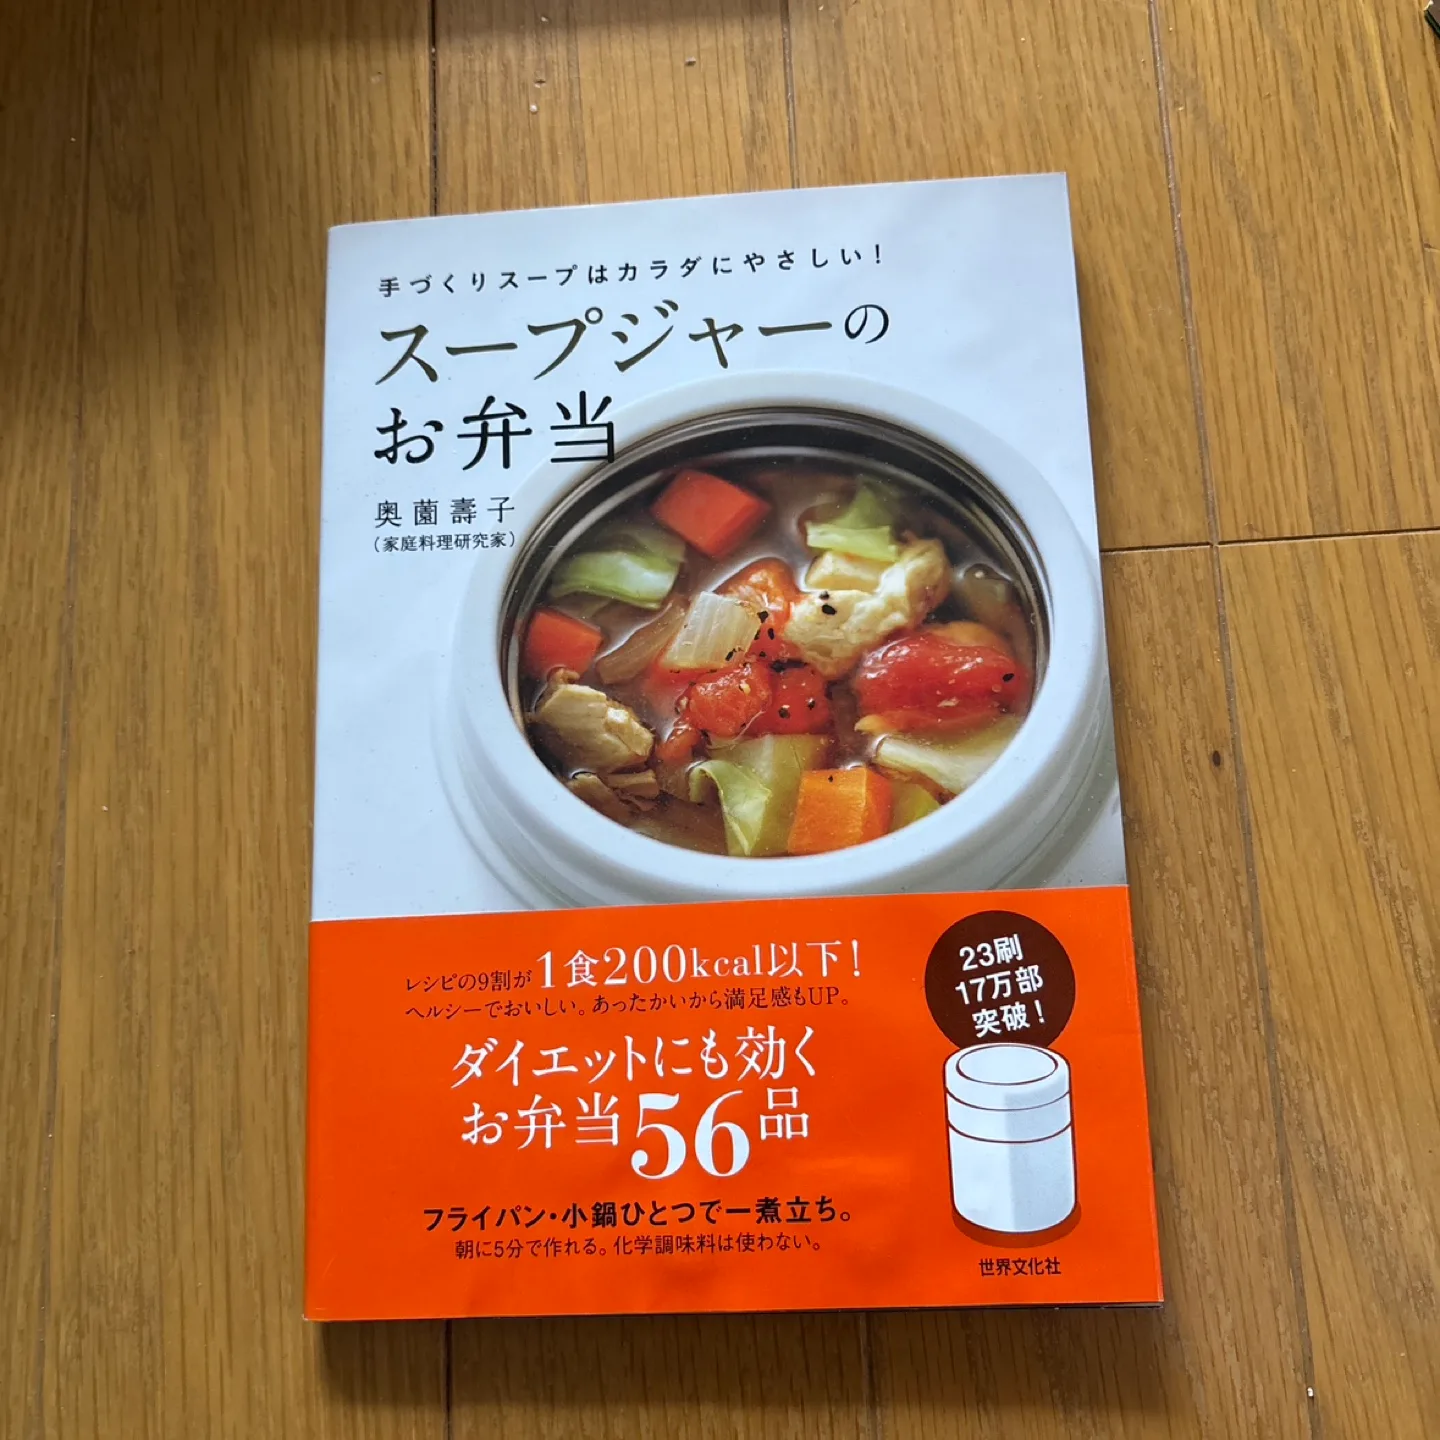 手づくりスープはカラダにやさしい!
スープジャーの
お弁当
奥薗壽子
(家庭料理研究家)
レシピの9割が1食200kcal以下!
ヘルシーでおいしい。あったかいから満足感もUP。
ダイエットにも効く
お弁当56品
フライパン・小鍋ひとつで一煮立ち。
朝に5分で作れる。化学調味料は使わない。
23刷
17万部
突破!
世界文化社